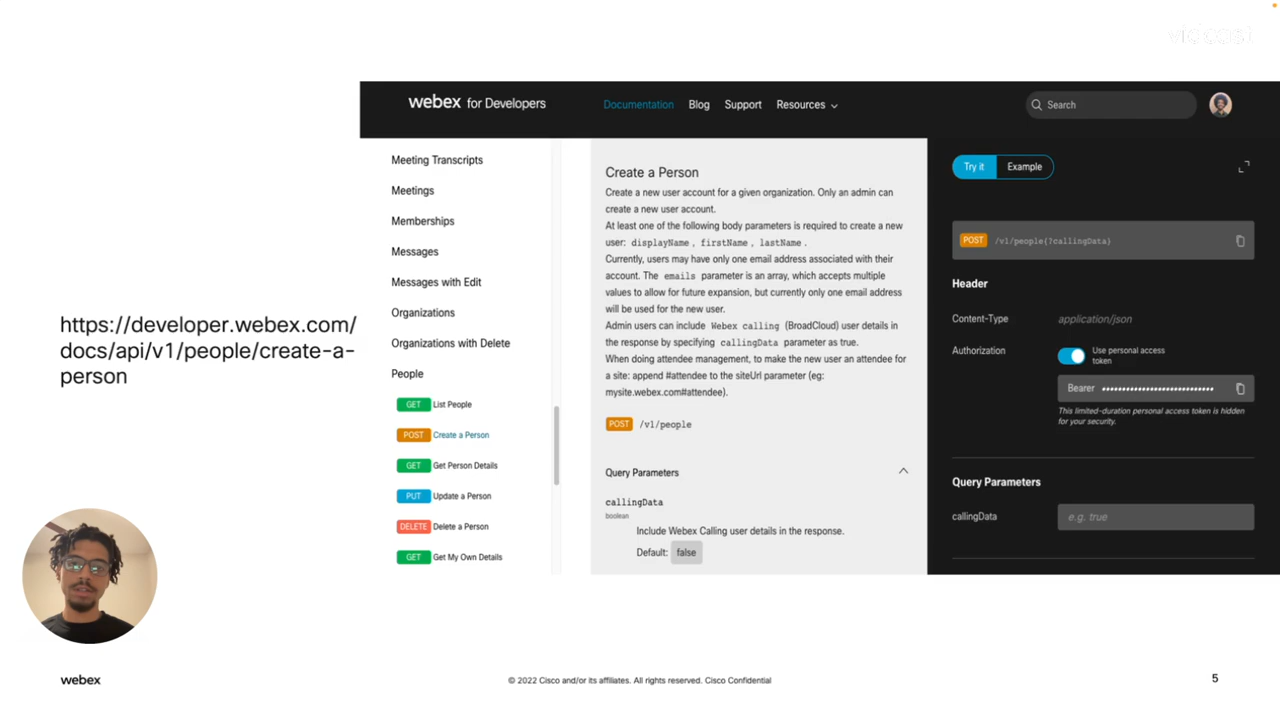 vidcast
webex for Developers
Documentation
Blog
Support
Resources
Search
https://developer.webex.com/
docs/api/v1/people/create-a-
person
Meeting Transcripts
Meetings
Memberships
Messages
Messages with Edit
Organizations
Organizations with Delete
People
GET List People
POST Create a Person
GET Get Person Details
PUT Update a Person
DELETE Delete a Person
GET Get My Own Details
Create a Person
Create a new user account for a given organization. Only an admin can
create a new user account.
At least one of the following body parameters is required to create a new
user: displayName, firstName, lastName.
Currently, users may have only one email address associated with their
account. The emails parameter is an array, which accepts multiple
values to allow for future expansion, but currently only one email address
will be used for the new user.
Admin users can include Webex calling (BroadCloud) user details in
the response by specifying callingData parameter as true.
When doing attendee management, to make the new user an attendee for
a site: append #attendee to the siteUrl parameter (eg:
mysite.webex.com#attendee).
POST /v1/people
Query Parameters
callingData
boolean
Include Webex Calling user details in the response.
Default: false
Try it
Example
POST /v1/people{?callingData}
Header
Content-Type application/json
Authorization
Use personal access
token
Bearer ••••••••••••••••••••••••••••
This limited-duration personal access token is hidden
for your security.
Query Parameters
callingData e.g. true
webex
© 2022 Cisco and/or its affiliates. All rights reserved. Cisco Confidential
5